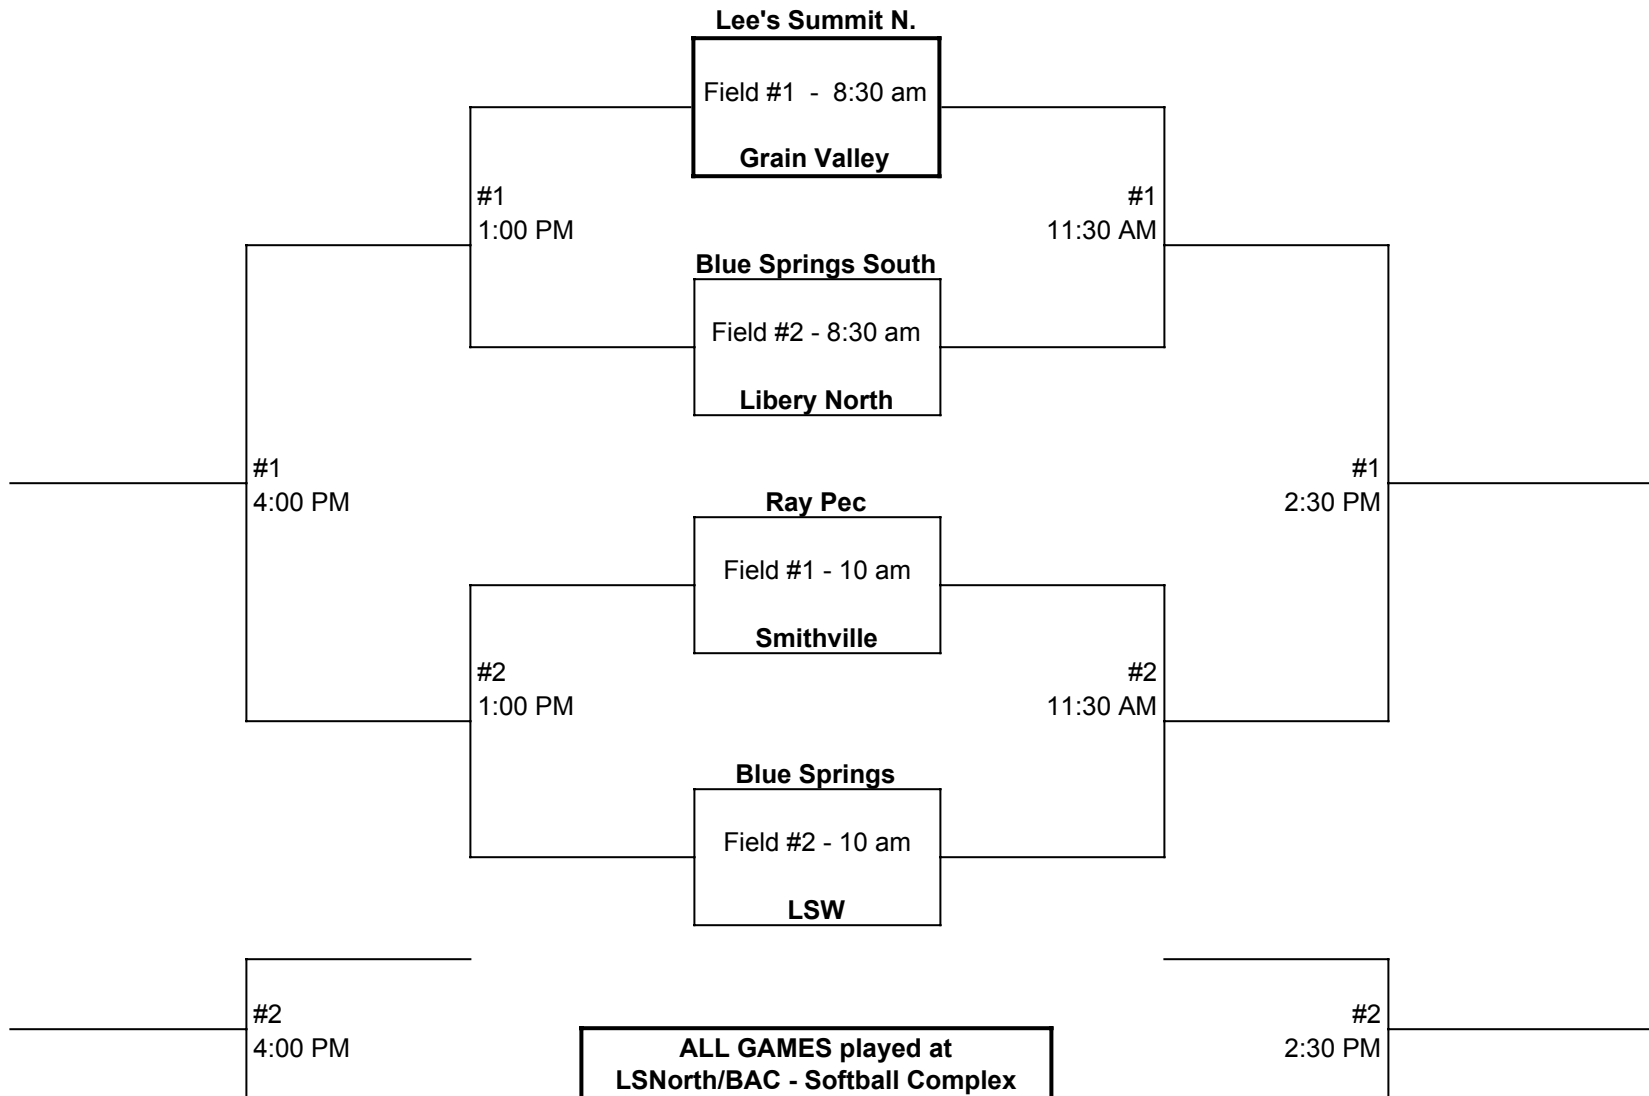 Lee's Summit N.
Field #1 - 8:30 am
Grain Valley
#1
1:00 PM
#1
11:30 AM
Blue Springs South
Field #2 - 8:30 am
Libery North
#1
4:00 PM
#1
2:30 PM
Ray Pec
Field #1 - 10 am
Smithville
#2
1:00 PM
#2
11:30 AM
Blue Springs
Field #2 - 10 am
LSW
#2
4:00 PM
#2
2:30 PM
ALL GAMES played at
LSNorth/BAC - Softball Complex